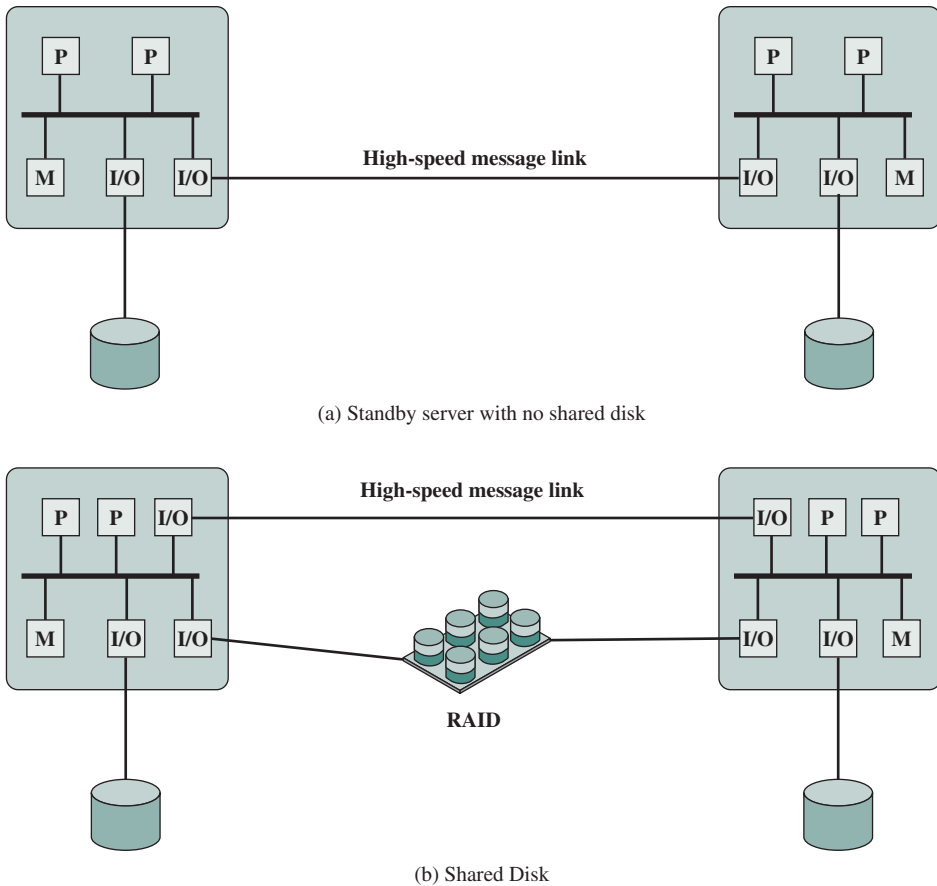 P P P P
High-speed message link
M I/O I/O I/O I/O M
(a) Standby server with no shared disk
High-speed message link
P P I/O I/O P P
M I/O I/O I/O I/O M
RAID
(b) Shared Disk